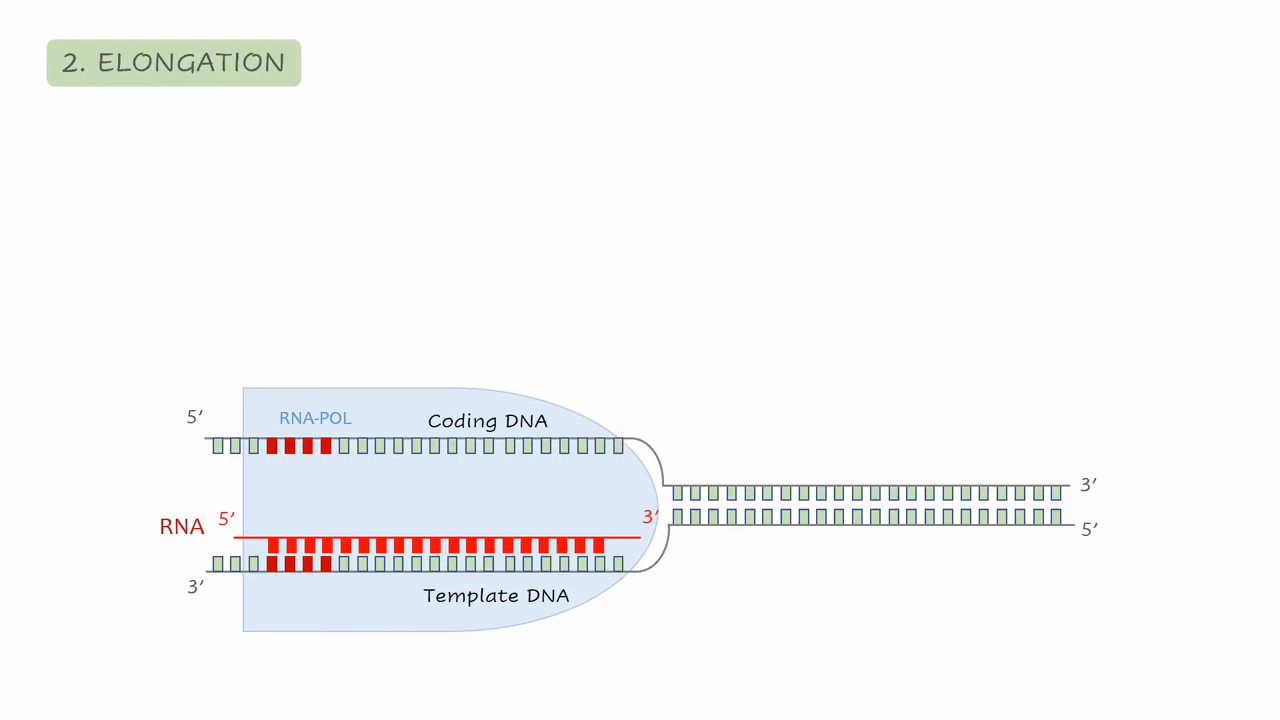 2. ELONGATION
5’
RNA-POL
Coding DNA
3’
RNA 5’
3’
5’
3’
Template DNA